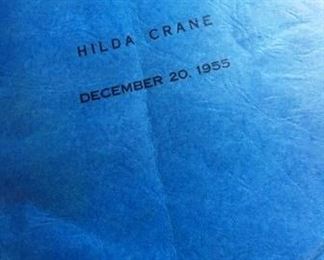 HILDA CRANE
DECEMBER 20, 1955